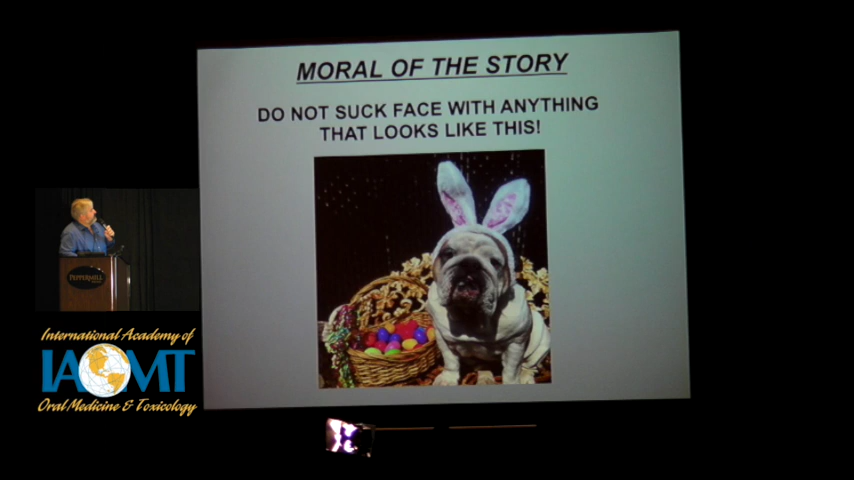 MORAL OF THE STORY
DO NOT SUCK FACE WITH ANYTHING
THAT LOOKS LIKE THIS!
PEPPERMILL
International Academy of
IAOMT
Oral Medicine & Toxicology